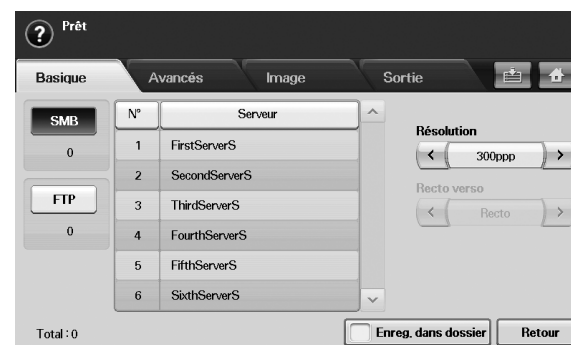 Prêt
Basique
Avancés
Image
Sortie
SMB
0
FTP
0
N° Serveur
1 FirstServerS
2 SecondServerS
3 ThirdServerS
4 FourthServerS
5 FifthServerS
6 SixthServerS
Résolution
300ppp
Recto verso
Recto
Total : 0
Enreg. dans dossier
Retour